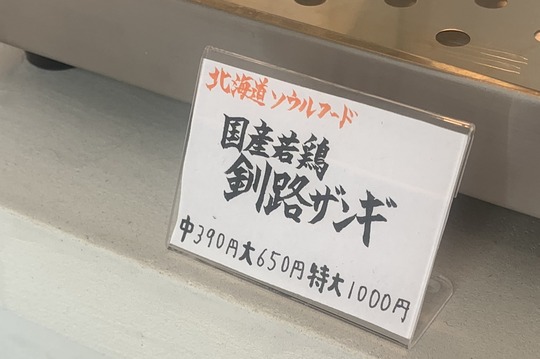 北海道ソウルフード
国産若鶏
釧路ザンギ
中390円大650円特大1000円